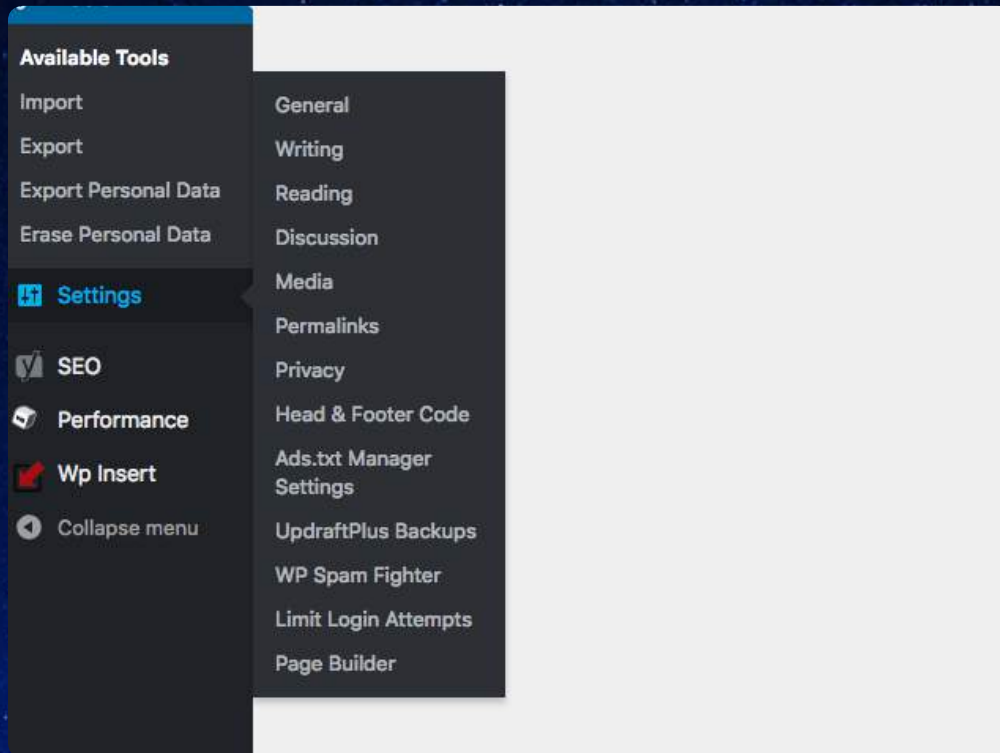 Available Tools
Import
Export
Export Personal Data
Erase Personal Data
Settings
SEO
Performance
Wp Insert
Collapse menu
General
Writing
Reading
Discussion
Media
Permalinks
Privacy
Head & Footer Code
Ads.txt Manager
Settings
UpdraftPlus Backups
WP Spam Fighter
Limit Login Attempts
Page Builder